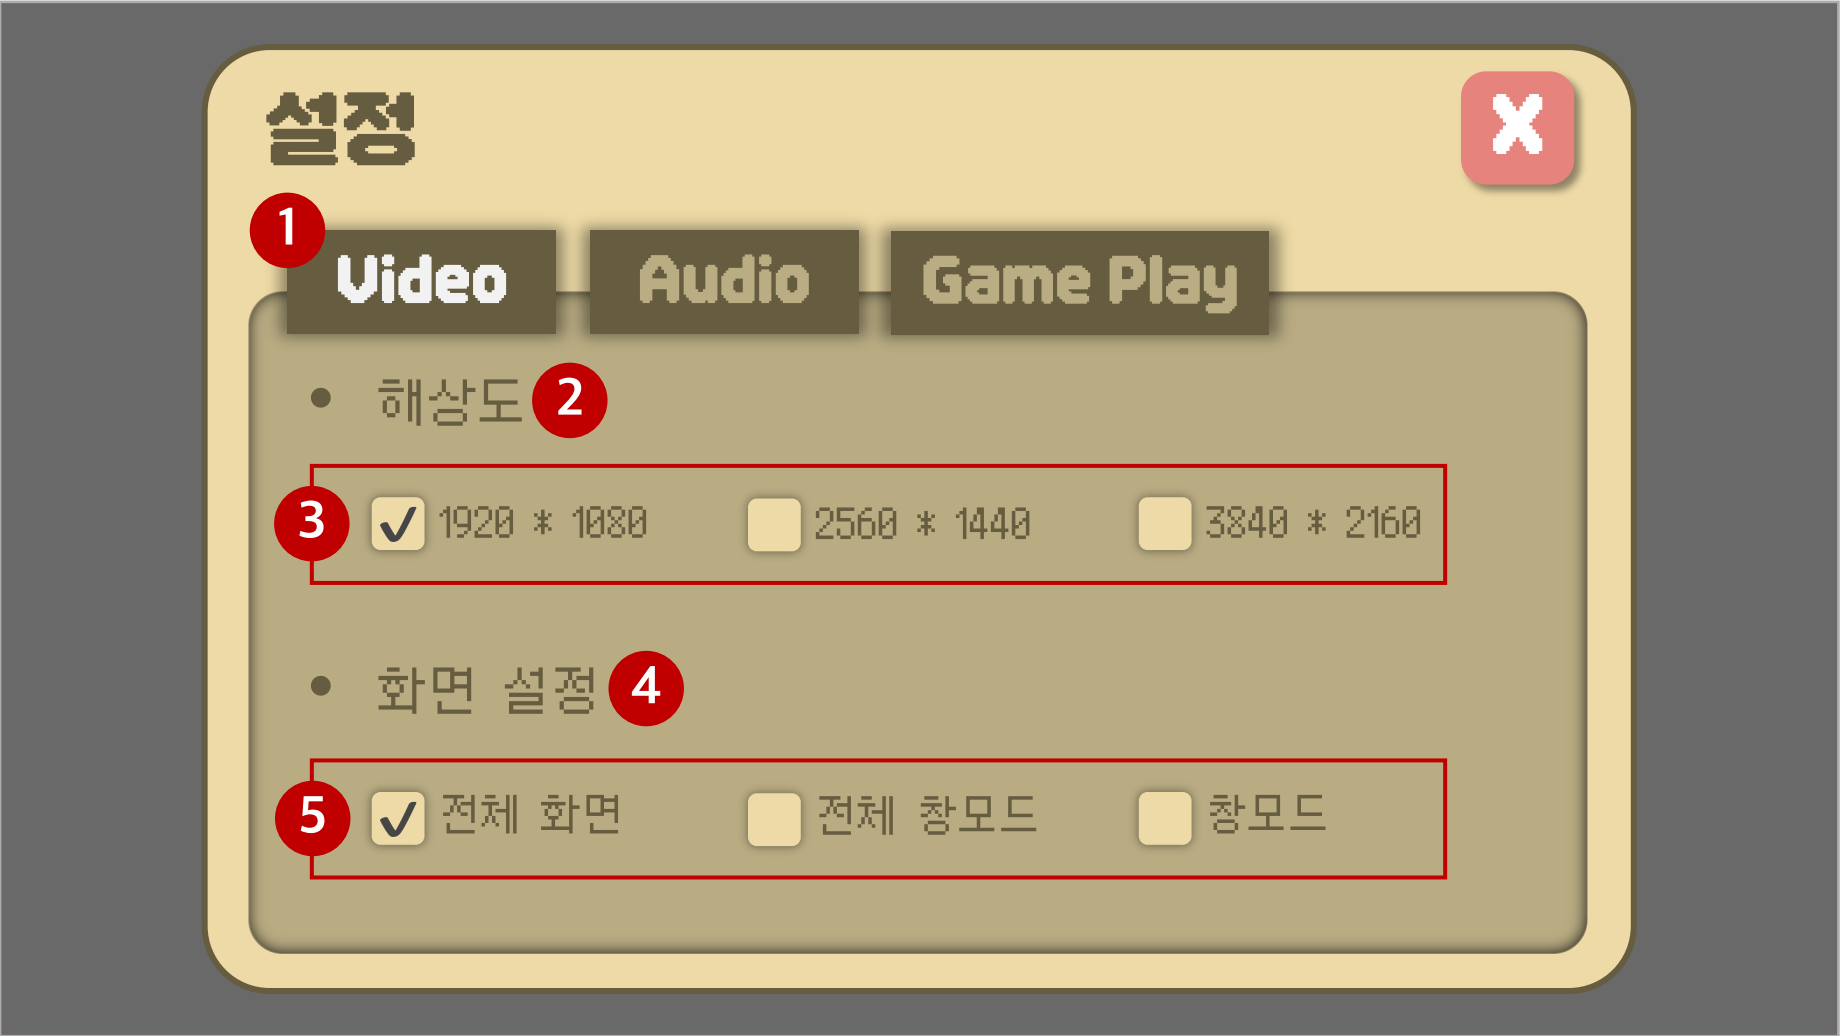 설정
X
1
Video
Audio
Game Play
해상도 2
3
1920 * 1080
2560 * 1440
3840 * 2160
화면 설정 4
5
전체 화면
전체 창모드
창모드